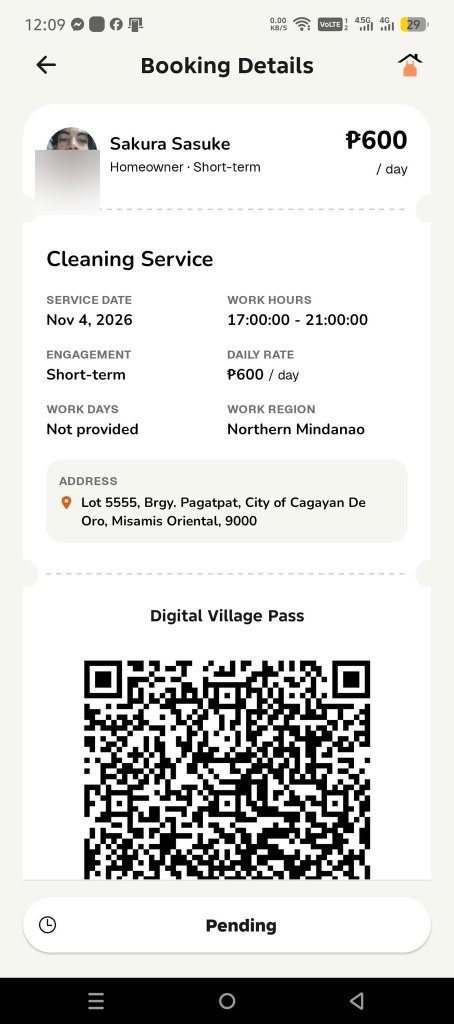 12:09
0.00 KB/S VoLTE 1 2 4.5G 4G 29
Booking Details
Sakura Sasuke
₱600
Homeowner · Short-term
/ day
Cleaning Service
SERVICE DATE
WORK HOURS
Nov 4, 2026
17:00:00 - 21:00:00
ENGAGEMENT
DAILY RATE
Short-term
₱600 / day
WORK DAYS
WORK REGION
Not provided
Northern Mindanao
ADDRESS
Lot 5555, Brgy. Pagatpat, City of Cagayan De
Oro, Misamis Oriental, 9000
Digital Village Pass
Pending